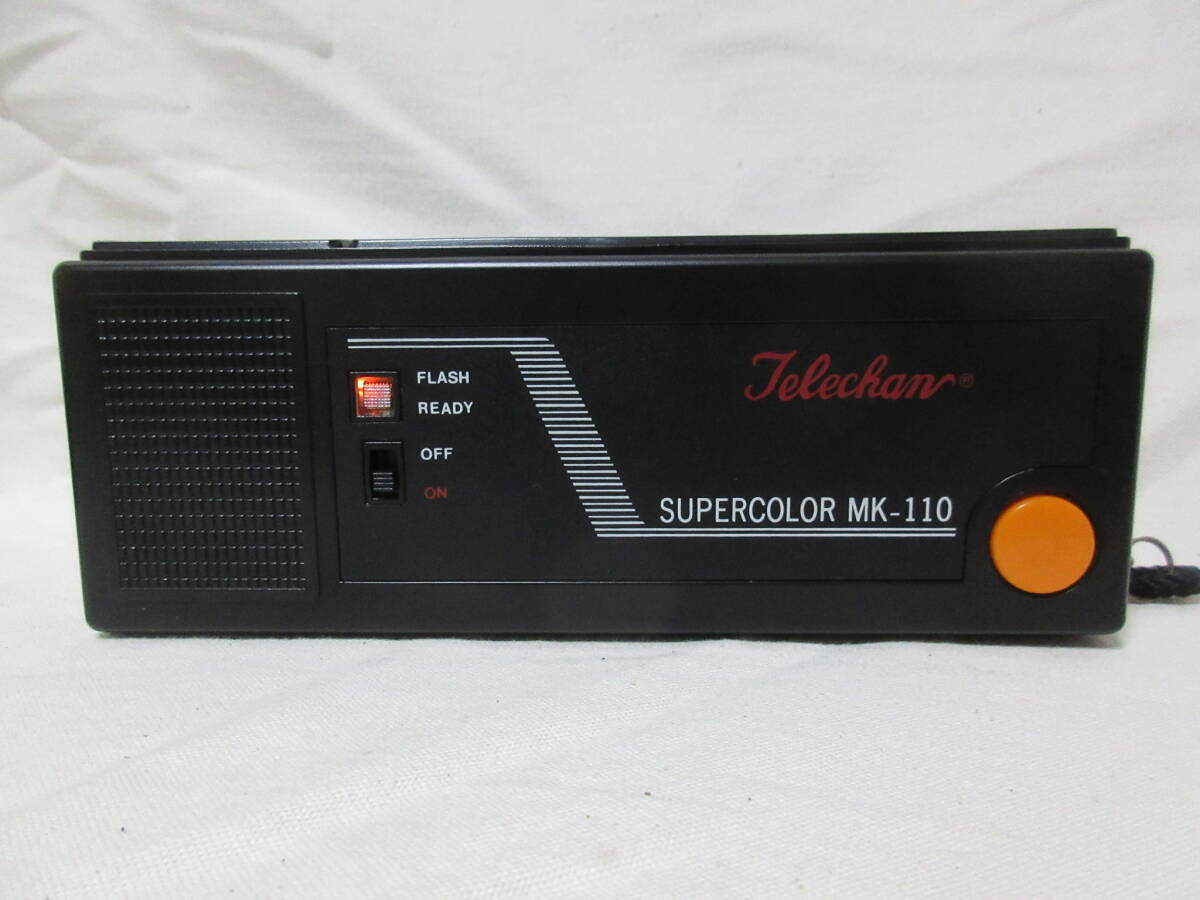 FLASH
READY
OFF
ON
Telechan®
SUPERCOLOR MK-110